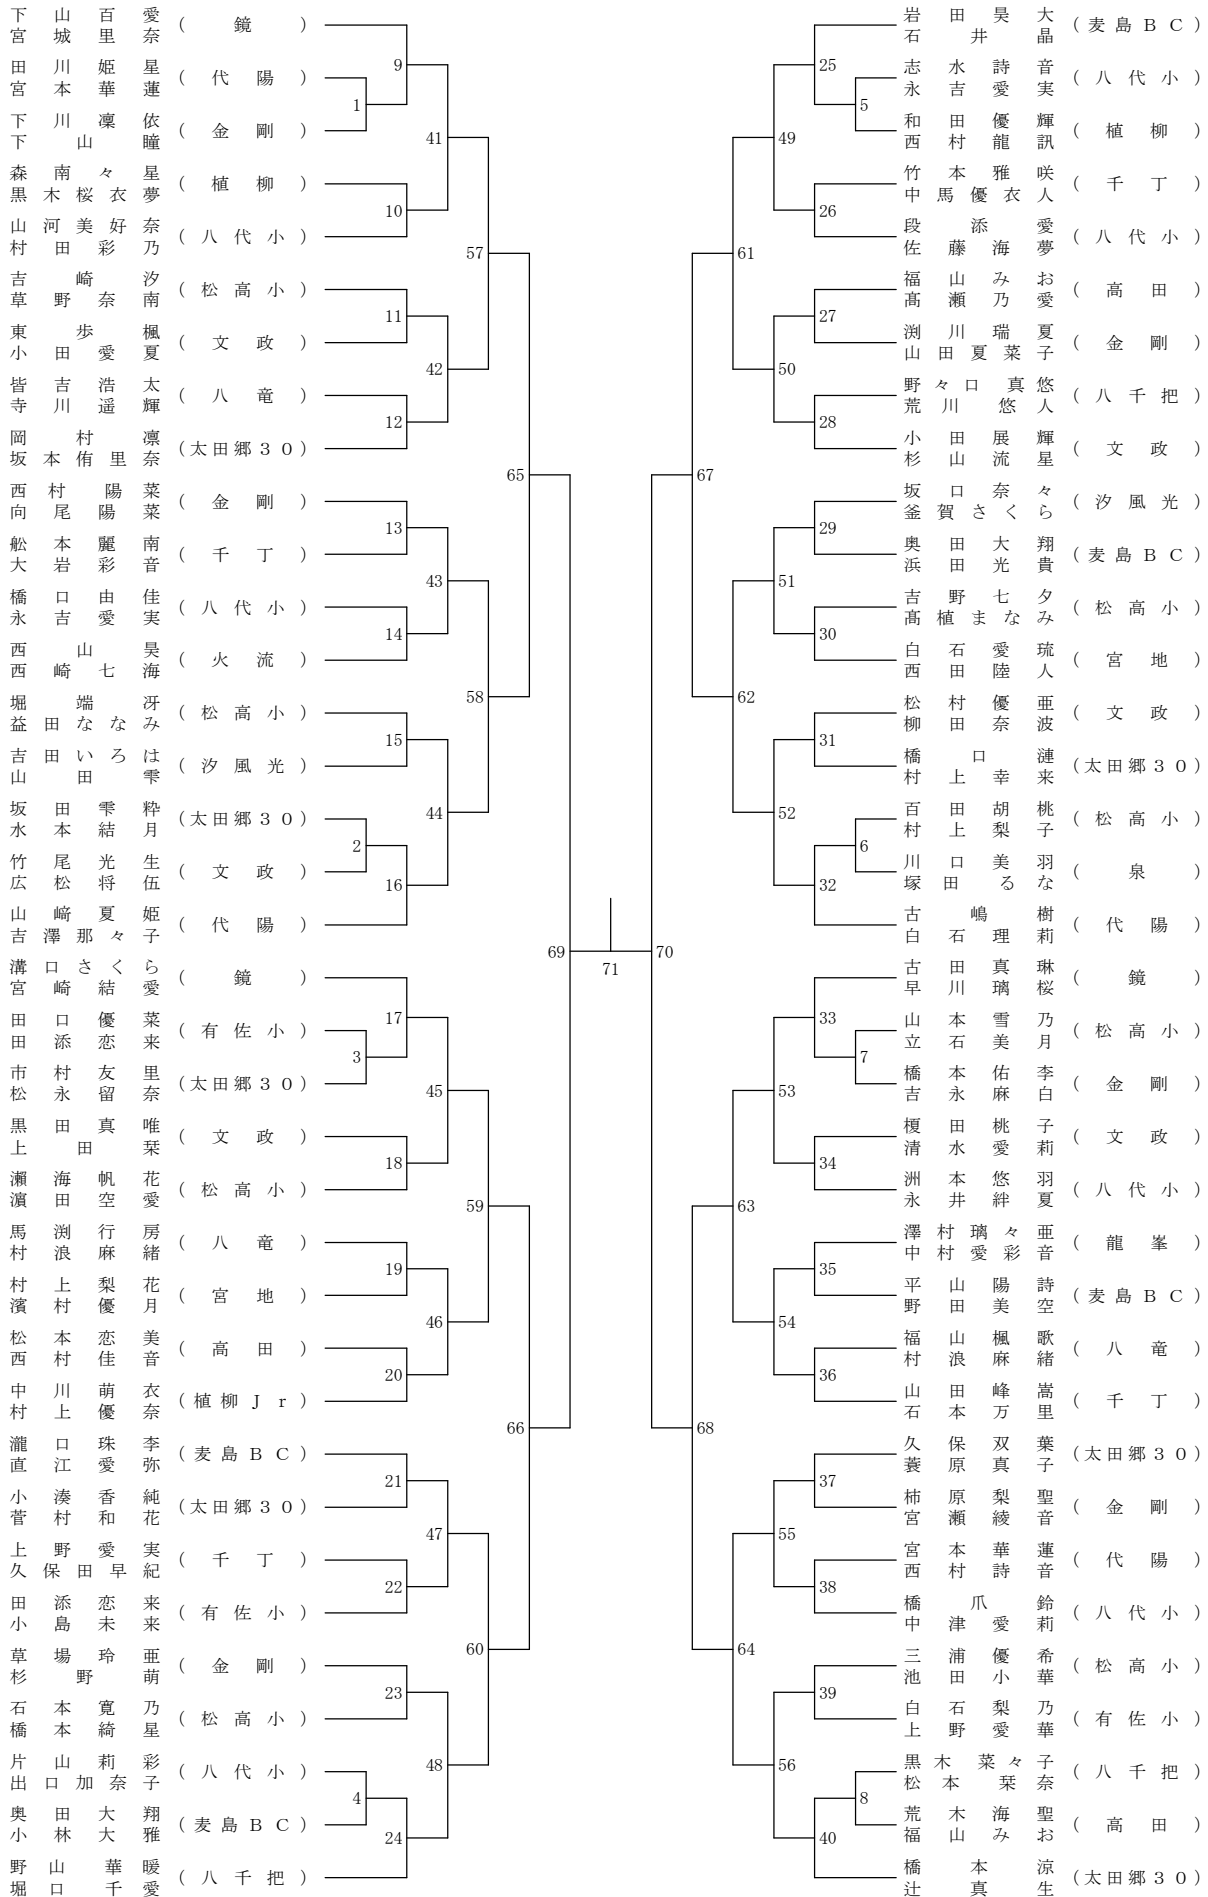 下山百愛
宮城里奈
（鏡）
田川姫星
宮本華蓮
（代陽）
下川凜依
下山瞳
（金剛）
森南々星
黒木桜衣夢
（植柳）
山河美好奈
村田彩乃
（八代小）
吉崎汐
草野奈南
（松高小）
東歩楓
小田愛夏
（文政）
皆吉浩太
寺川遥輝
（八竜）
岡村凛
坂本侑里奈
（太田郷３０）
西村陽菜
向尾陽菜
（金剛）
舩本麗南
大岩彩音
（千丁）
橋口由佳
永吉愛実
（八代小）
西山昊
西崎七海
（火流）
堀端冴
益田ななみ
（松高小）
吉田いろは
山田雫
（汐風光）
坂田雫粋
水本結月
（太田郷３０）
竹尾光生
広松将伍
（文政）
山﨑夏姫
吉澤那々子
（代陽）
溝口さくら
宮崎結愛
（鏡）
田口優菜
田添恋来
（有佐小）
市村友里
松永留奈
（太田郷３０）
黒田真唯
上田栞
（文政）
瀬海帆花
濵田空愛
（松高小）
馬渕行房
村浪麻緒
（八竜）
村上梨花
濱村優月
（宮地）
松本恋美
西村佳音
（高田）
中川萌衣
村上優奈
（植柳Ｊｒ）
瀧口珠李
直江愛弥
（麦島ＢＣ）
小湊香純
菅村和花
（太田郷３０）
上野愛実
久保田早紀
（千丁）
田添恋来
小島未来
（有佐小）
草場玲亜
杉野萌
（金剛）
石本寛乃
橋本綺星
（松高小）
片山莉彩
出口加奈子
（八代小）
奥田大翔
小林大雅
（麦島ＢＣ）
野山華暖
堀口千愛
（八千把）
9
1
41
10
57
11
42
12
65
13
43
14
58
15
44
2
16
69
17
3
45
18
59
19
46
20
66
21
47
22
60
23
48
4
24
71
70
25
5
49
26
61
27
50
28
67
29
51
30
62
31
52
6
32
33
7
53
34
63
35
54
36
68
37
55
38
64
39
56
8
40
岩田昊大
石井晶
（麦島ＢＣ）
志水詩音
永吉愛実
（八代小）
和田優輝
西村龍訊
（植柳）
竹本雅咲
中馬優衣人
（千丁）
段添愛
佐藤海夢
（八代小）
福山みお
髙瀬乃愛
（高田）
渕川瑞夏
山田夏菜子
（金剛）
野々口真悠
荒川悠人
（八千把）
小田展輝
杉山流星
（文政）
坂口奈々
釜賀さくら
（汐風光）
奥田大翔
浜田光貴
（麦島ＢＣ）
吉野七夕
髙植まなみ
（松高小）
白石愛琉
西田陸人
（宮地）
松村優亜
柳田奈波
（文政）
橋口漣
村上幸来
（太田郷３０）
百田胡桃
村上梨子
（松高小）
川口美羽
塚田るな
（泉）
古嶋樹
白石理莉
（代陽）
古田真琳
早川璃桜
（鏡）
山本雪乃
立石美月
（松高小）
橋本佑李
吉永麻白
（金剛）
榎田桃子
清水愛莉
（文政）
洲本悠羽
永井絆夏
（八代小）
澤村璃々亜
中村愛彩音
（龍峯）
平山陽詩
野田美空
（麦島ＢＣ）
福山楓歌
村浪麻緒
（八竜）
山田峰嵩
石本万里
（千丁）
久保双葉
蓑原真子
（太田郷３０）
柿原梨聖
宮瀬綾音
（金剛）
宮本華蓮
西村詩音
（代陽）
橋爪鈴
中津愛莉
（八代小）
三浦優希
池田小華
（松高小）
白石梨乃
上野愛華
（有佐小）
黒木菜々子
松本栞奈
（八千把）
荒木海聖
福山みお
（高田）
橋本涼
辻真生
（太田郷３０）